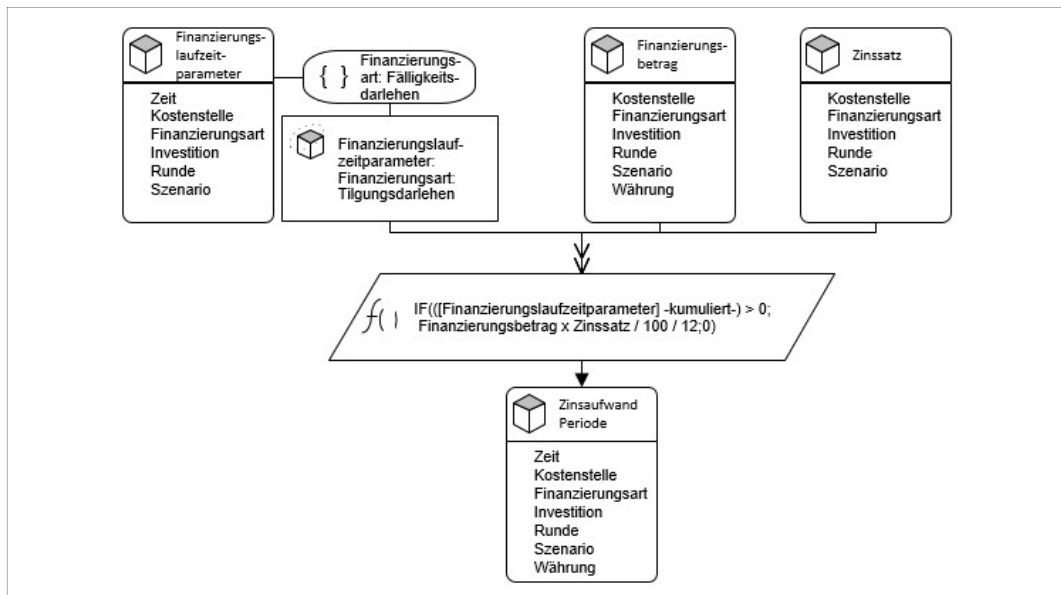 Finanzierungs-
laufzeit-
parameter
Zeit
Kostenstelle
Finanzierungsart
Investition
Runde
Szenario
{ } Finanzierungs-
art: Fälligkeits-
darlehen
Finanzierungslauf-
zeitparameter:
Finanzierungsart:
Tilgungsdarlehen
Finanzierungs-
betrag
Kostenstelle
Finanzierungsart
Investition
Runde
Szenario
Währung
Zinssatz
Kostenstelle
Finanzierungsart
Investition
Runde
Szenario
f() IF(([Finanzierungslaufzeitparameter] -kumuliert-) > 0;
Finanzierungsbetrag x Zinssatz / 100 / 12;0)
Zinsaufwand
Periode
Zeit
Kostenstelle
Finanzierungsart
Investition
Runde
Szenario
Währung